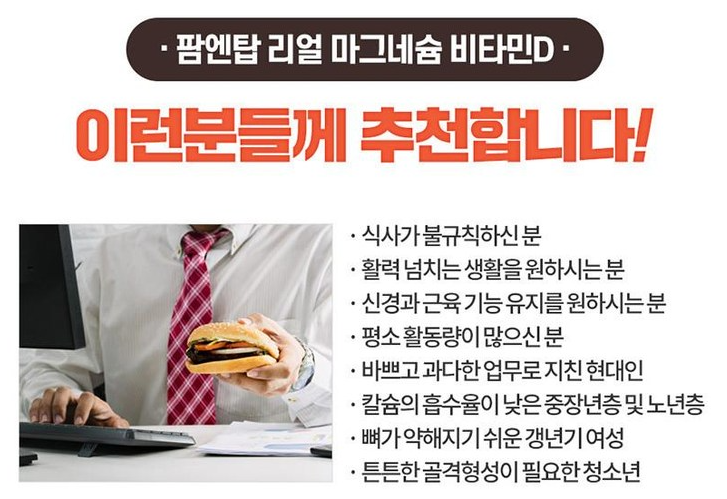 · 팜엔탑 리얼 마그네슘 비타민D ·
이런분들께 추천합니다!
· 식사가 불규칙하신 분
· 활력 넘치는 생활을 원하시는 분
· 신경과 근육 기능 유지를 원하시는 분
· 평소 활동량이 많으신 분
· 바쁘고 과다한 업무로 지친 현대인
· 칼슘의 흡수율이 낮은 중장년층 및 노년층
· 뼈가 약해지기 쉬운 갱년기 여성
· 튼튼한 골격형성이 필요한 청소년